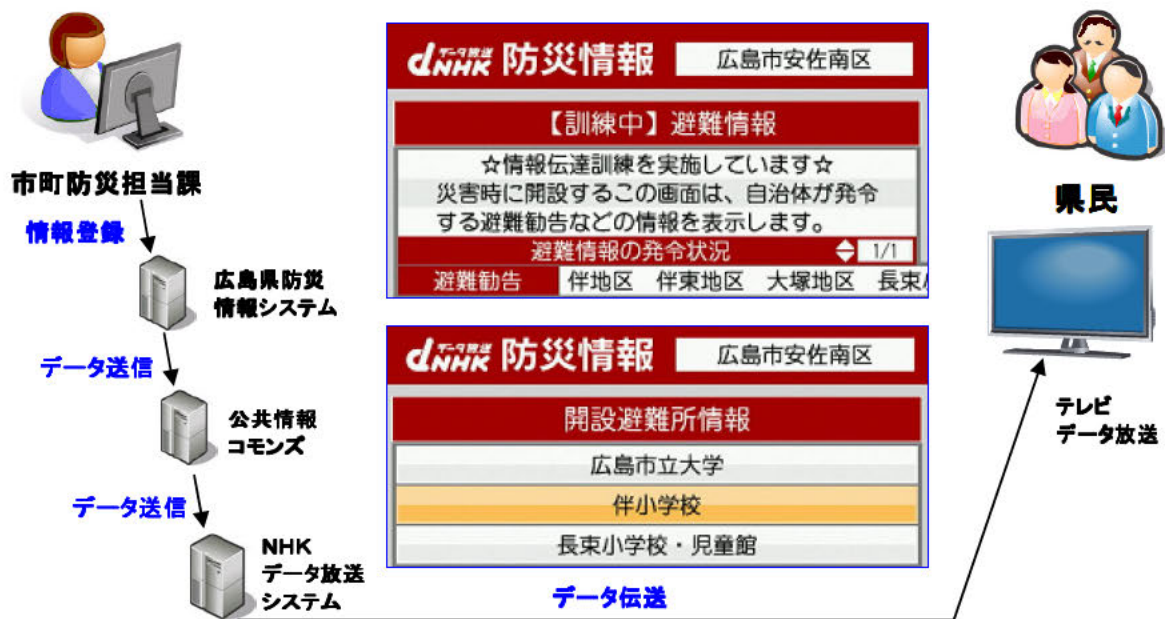 市町防災担当課
情報登録
広島県防災
情報システム
データ送信
公共情報
コモンズ
データ送信
NHK
データ放送
システム
データ放送
dNHK 防災情報 広島市安佐南区
【訓練中】避難情報
☆情報伝達訓練を実施しています☆
災害時に開設するこの画面は、自治体が発令
する避難勧告などの情報を表示します。
避難情報の発令状況 1/1
避難勧告 伴地区 伴東地区 大塚地区 長束
データ放送
dNHK 防災情報 広島市安佐南区
開設避難所情報
広島市立大学
伴小学校
長束小学校・児童館
データ伝送
県民
テレビ
データ放送